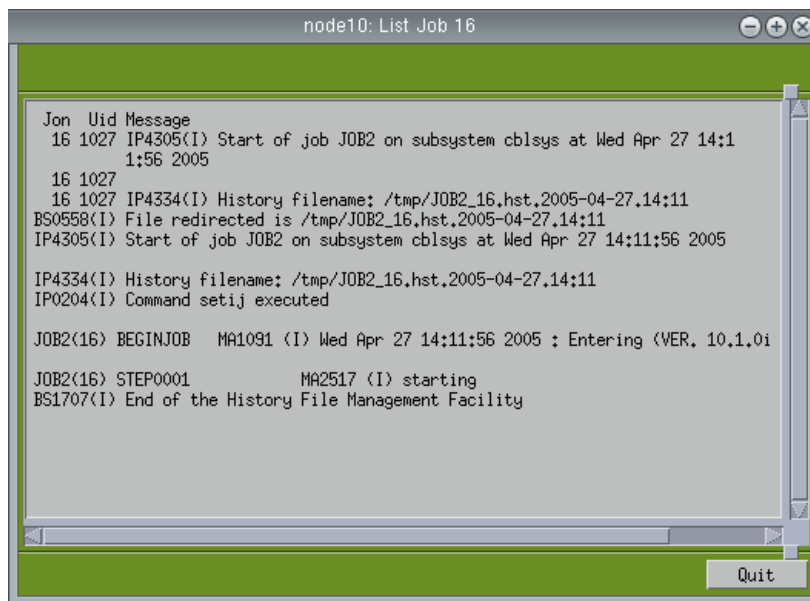 node10: List Job 16
Jon  Uid Message
16 1027 IP4305(I) Start of job JOB2 on subsystem cblsys at Wed Apr 27 14:1
1:56 2005
16 1027
16 1027 IP4334(I) History filename: /tmp/JOB2_16.hst.2005-04-27.14:11
BS0558(I) File redirected is /tmp/JOB2_16.hst.2005-04-27.14:11
IP4305(I) Start of job JOB2 on subsystem cblsys at Wed Apr 27 14:11:56 2005
IP4334(I) History filename: /tmp/JOB2_16.hst.2005-04-27.14:11
IP0204(I) Command setij executed
JOB2(16) BEGINJOB   MA1091 (I) Wed Apr 27 14:11:56 2005 : Entering (VER. 10.1.0i
JOB2(16) STEP0001            MA2517 (I) starting
BS1707(I) End of the History File Management Facility
Quit